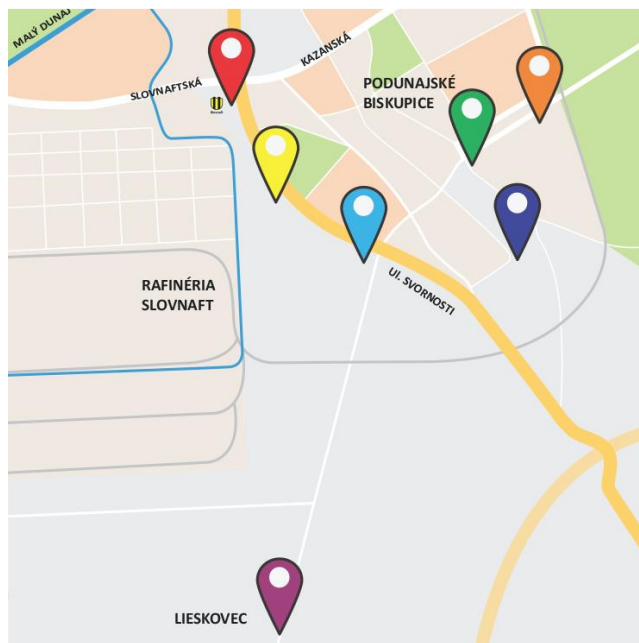 MALÝ DUNAJ
KAZANSKÁ
SLOVNAFTSKÁ
PODUNAJSKÉ
BISKUPICE
RAFINÉRIA
SLOVNAFT
Ul. SVORNOSTI
LIESKOVEC